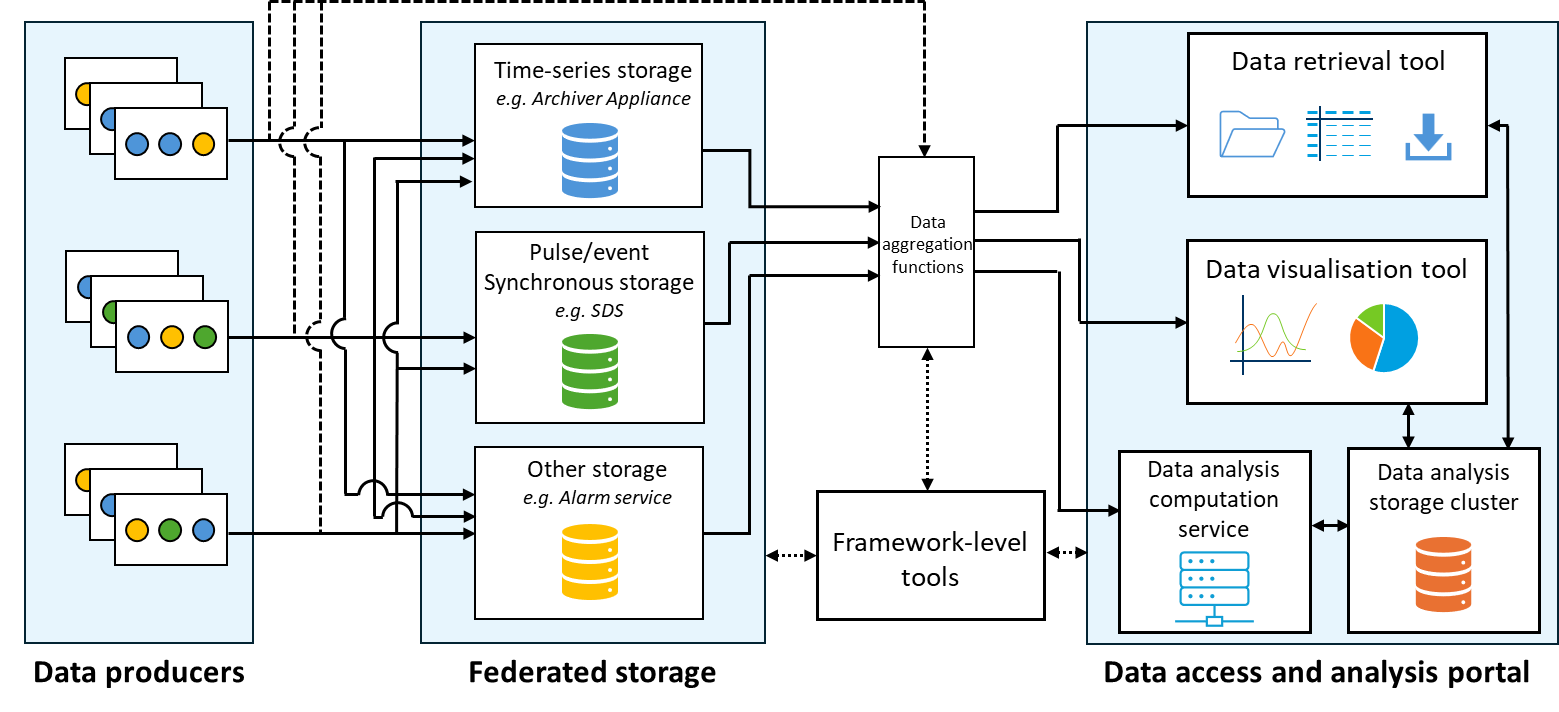 Time-series storage
e.g. Archiver Appliance
Pulse/event
Synchronous storage
e.g. SDS
Other storage
e.g. Alarm service
Data
aggregation
functions
Framework-level
tools
Data retrieval tool
Data visualisation tool
Data analysis
computation
service
Data analysis
storage cluster
Data producers
Federated storage
Data access and analysis portal